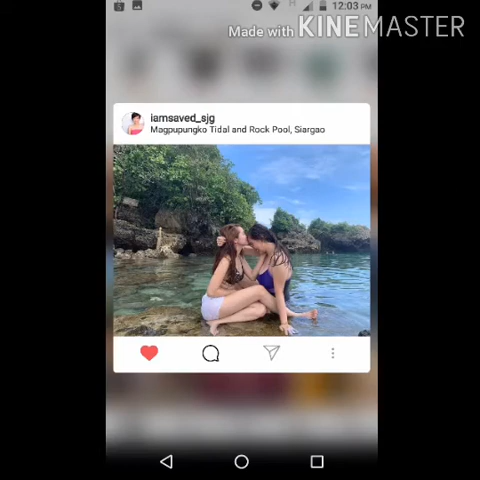 12:03 PM
Made with KINEMASTER
iamsaved_sjg
Magpupungko Tidal and Rock Pool, Siargao